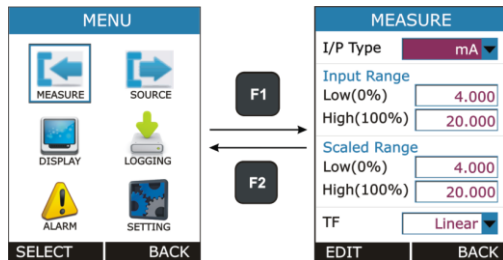 MENU
MEASURE
SOURCE
DISPLAY
LOGGING
ALARM
SETTING
SELECT
BACK
F1
F2
MEASURE
I/P Type mA
Input Range
Low(0%) 4.000
High(100%) 20.000
Scaled Range
Low(0%) 4.000
High(100%) 20.000
TF Linear
EDIT
BACK